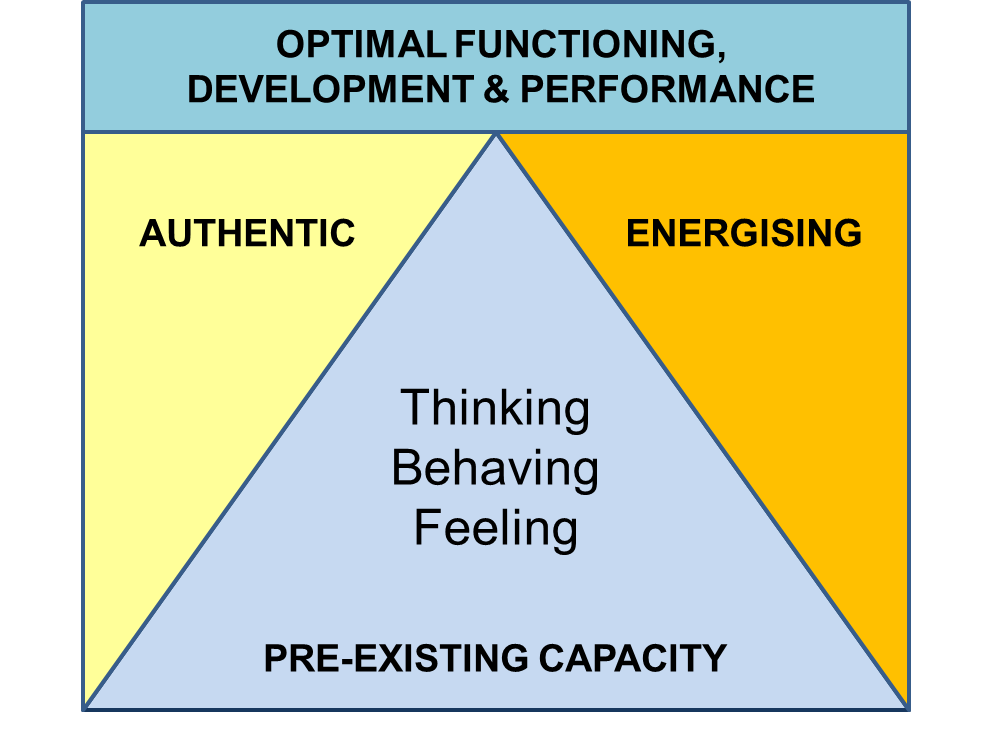 OPTIMAL FUNCTIONING,
DEVELOPMENT & PERFORMANCE
AUTHENTIC
ENERGISING
Thinking
Behaving
Feeling
PRE-EXISTING CAPACITY